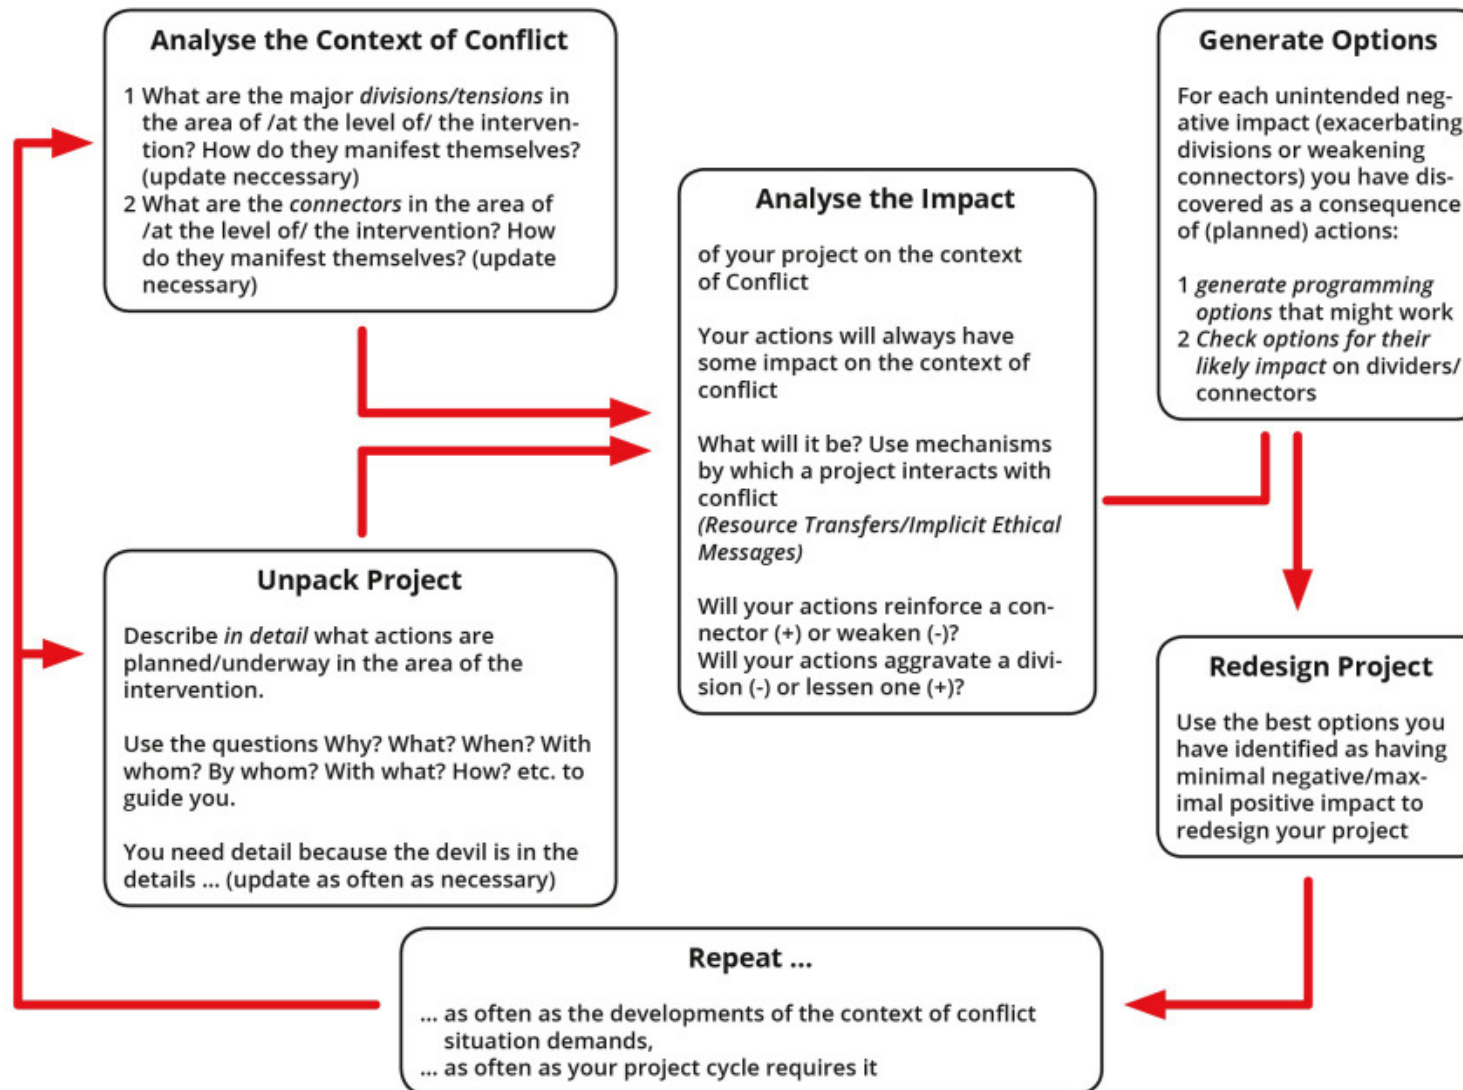 Analyse the Context of Conflict
1 What are the major divisions/tensions in
the area of /at the level of/ the interven-
tion? How do they manifest themselves?
(update neccessary)
2 What are the connectors in the area of
/at the level of/ the intervention? How
do they manifest themselves? (update
necessary)
Unpack Project
Describe in detail what actions are
planned/underway in the area of the
intervention.
Use the questions Why? What? When? With
whom? By whom? With what? How? etc. to
guide you.
You need detail because the devil is in the
details ... (update as often as necessary)
Analyse the Impact
of your project on the context
of Conflict
Your actions will always have
some impact on the context of
conflict
What will it be? Use mechanisms
by which a project interacts with
conflict
(Resource Transfers/Implicit Ethical
Messages)
Will your actions reinforce a con-
nector (+) or weaken (-)?
Will your actions aggravate a divi-
sion (-) or lessen one (+)?
Generate Options
For each unintended neg-
ative impact (exacerbating
divisions or weakening
connectors) you have dis-
covered as a consequence
of (planned) actions:
1 generate programming
options that might work
2 Check options for their
likely impact on dividers/
connectors
Redesign Project
Use the best options you
have identified as having
minimal negative/max-
imal positive impact to
redesign your project
Repeat ...
... as often as the developments of the context of conflict
situation demands,
... as often as your project cycle requires it